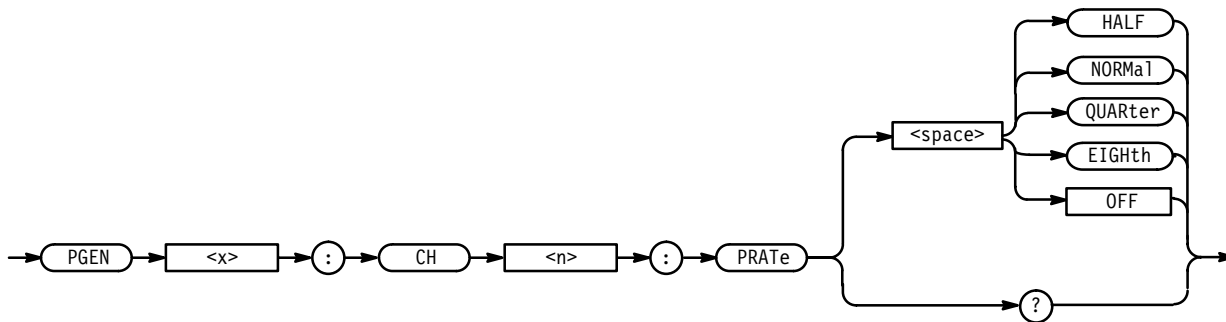 HALF
NORMal
QUARter
<space>
EIGHth
OFF
PGEN <x> : CH <n> : PRATe
?